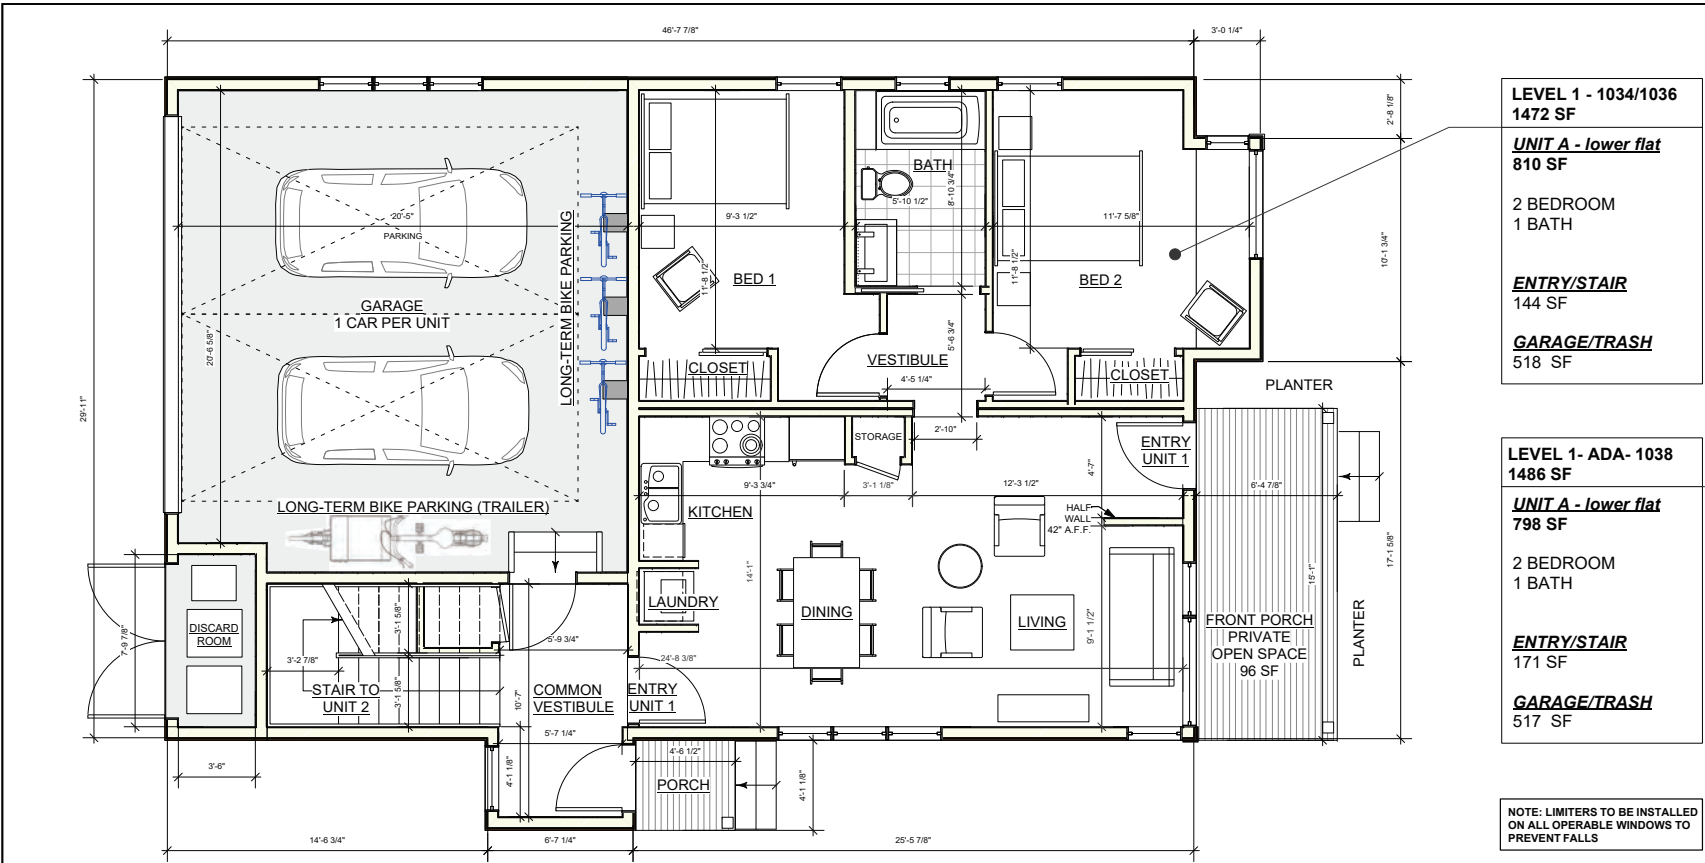 46'-7 7/8"
3'-0 1/4"
2'-8 1/8"
10'-1 3/4"
17'-1 5/8"
29'-11"
20'-5"
PARKING
GARAGE
1 CAR PER UNIT
20'-6 5/8"
LONG-TERM BIKE PARKING
LONG-TERM BIKE PARKING (TRAILER)
9'-3 1/2"
11'-8 1/2"
BED 1
CLOSET
BATH
5'-10 1/2"
8'-10 3/4"
11'-7 5/8"
11'-8 1/2"
BED 2
CLOSET
VESTIBULE
5'-6 3/4"
4'-5 1/4"
2'-10"
STORAGE
ENTRY
UNIT 1
4'-7"
9'-3 3/4"
3'-1 1/8"
12'-3 1/2"
6'-4 7/8"
KITCHEN
HALF
WALL
42" A.F.F.
14'-1"
LAUNDRY
DINING
LIVING
9'-1 1/2"
24'-8 3/8"
ENTRY
UNIT 1
PLANTER
PLANTER
15'-1"
FRONT PORCH
PRIVATE
OPEN SPACE
96 SF
DISCARD
ROOM
7'-9 7/8"
3'-2 7/8"
3'-1 5/8"
3'-1 5/8"
STAIR TO
UNIT 2
5'-9 3/4"
10'-7"
COMMON
VESTIBULE
5'-7 1/4"
4'-1 1/8"
3'-6"
4'-6 1/2"
PORCH
4'-1 1/8"
14'-6 3/4"
6'-7 1/4"
25'-5 7/8"
LEVEL 1 - 1034/1036
1472 SF
UNIT A - lower flat
810 SF
2 BEDROOM
1 BATH
ENTRY/STAIR
144 SF
GARAGE/TRASH
518 SF
LEVEL 1- ADA- 1038
1486 SF
UNIT A - lower flat
798 SF
2 BEDROOM
1 BATH
ENTRY/STAIR
171 SF
GARAGE/TRASH
517 SF
NOTE: LIMITERS TO BE INSTALLED
ON ALL OPERABLE WINDOWS TO
PREVENT FALLS